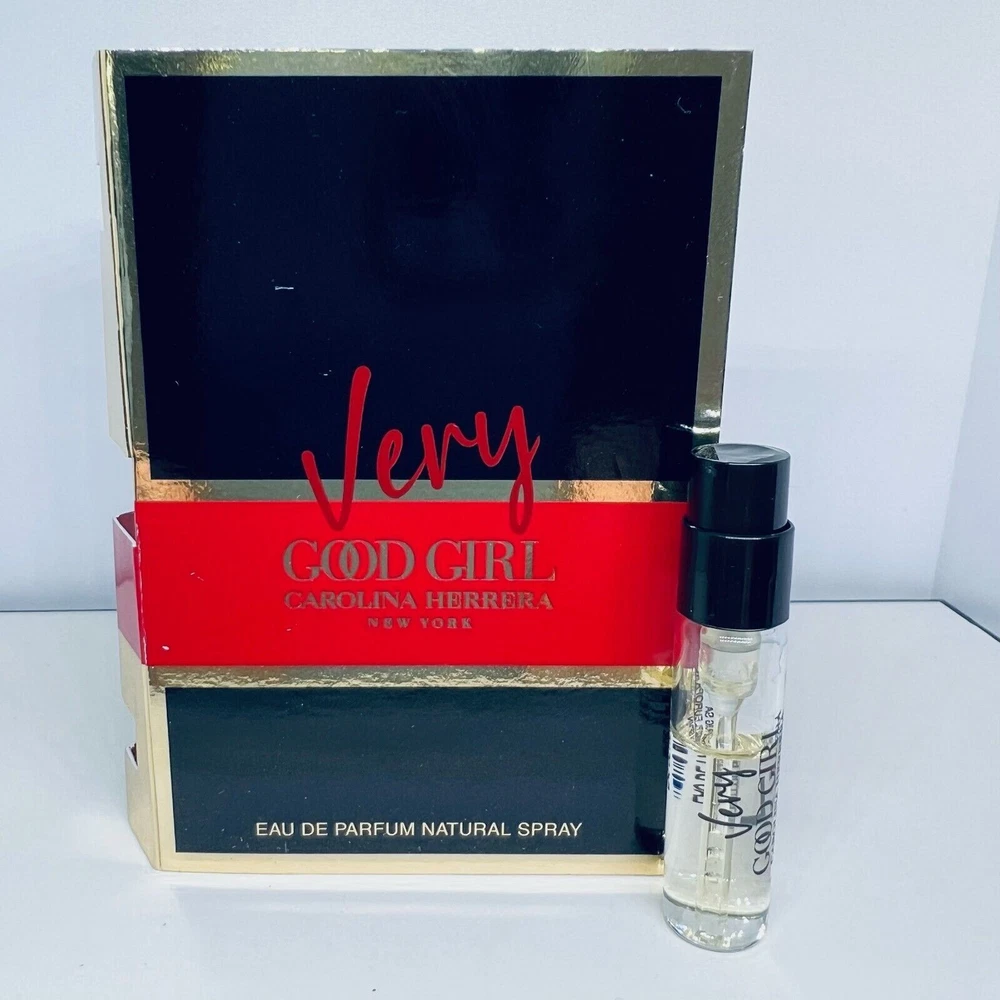 Very
GOOD GIRL
CAROLINA HERRERA
NEW YORK
EAU DE PARFUM NATURAL SPRAY
Very
GOOD GIRL